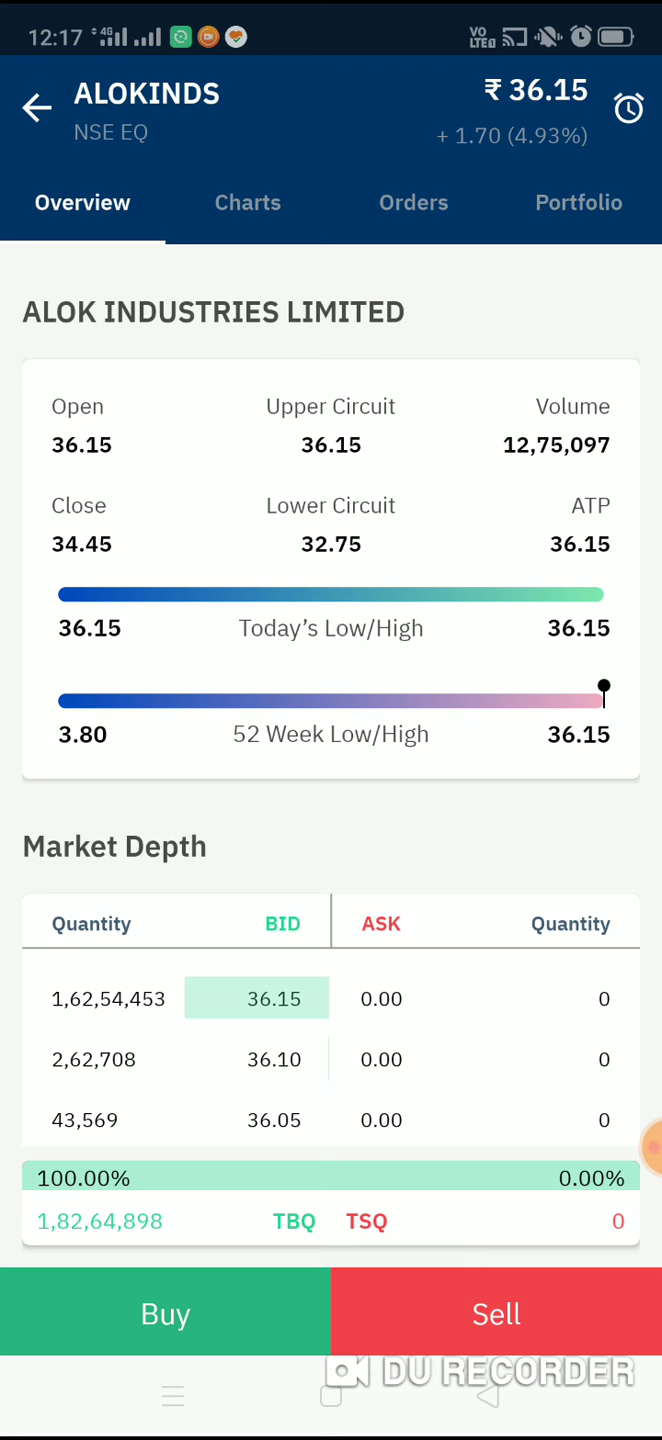 12:17 4G VO LTE
ALOKINDS ₹ 36.15
NSE EQ + 1.70 (4.93%)
Overview Charts Orders Portfolio
ALOK INDUSTRIES LIMITED
Open Upper Circuit Volume
36.15 36.15 12,75,097
Close Lower Circuit ATP
34.45 32.75 36.15
36.15 Today's Low/High 36.15
3.80 52 Week Low/High 36.15
Market Depth
Quantity BID ASK Quantity
1,62,54,453 36.15 0.00 0
2,62,708 36.10 0.00 0
43,569 36.05 0.00 0
100.00% 0.00%
1,82,64,898 TBQ TSQ 0
Buy Sell
DU RECORDER